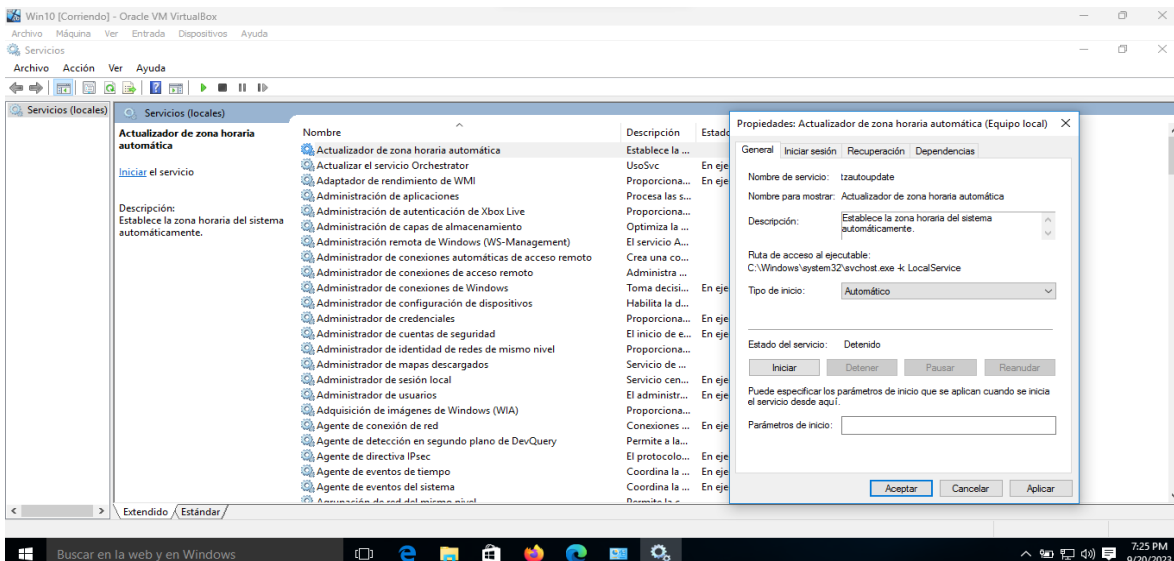 Win10 [Corriendo] - Oracle VM VirtualBox
Archivo Máquina Ver Entrada Dispositivos Ayuda
Servicios
Archivo Acción Ver Ayuda
Servicios (locales)
Servicios (locales)
Actualizador de zona horaria
automática
Iniciar el servicio
Descripción:
Establece la zona horaria del sistema
automáticamente.
Nombre Descripción Estado
Actualizador de zona horaria automática Establece la ...
Actualizar el servicio Orchestrator UsoSvc En eje
Adaptador de rendimiento de WMI Proporciona... En eje
Administración de aplicaciones Procesa las s...
Administración de autenticación de Xbox Live Proporciona...
Administración de capas de almacenamiento Optimiza la ...
Administración remota de Windows (WS-Management) El servicio A...
Administrador de conexiones automáticas de acceso remoto Crea una co...
Administrador de conexiones de acceso remoto Administra ...
Administrador de conexiones de Windows Toma decisi... En eje
Administrador de configuración de dispositivos Habilita la d...
Administrador de credenciales Proporciona... En eje
Administrador de cuentas de seguridad El inicio de e... En eje
Administrador de identidad de redes de mismo nivel Proporciona...
Administrador de mapas descargados Servicio de ...
Administrador de sesión local Servicio cen... En eje
Administrador de usuarios El administr... En eje
Adquisición de imágenes de Windows (WIA) Proporciona...
Agente de conexión de red Conexiones ... En eje
Agente de detección en segundo plano de DevQuery Permite a la...
Agente de directiva IPsec El protocolo... En eje
Agente de eventos de tiempo Coordina la ... En eje
Agente de eventos del sistema Coordina la ... En eje
Agrupación de red del mismo nivel Permite la c...
Extendido Estándar
Propiedades: Actualizador de zona horaria automática (Equipo local)
General Iniciar sesión Recuperación Dependencias
Nombre de servicio: tzautoupdate
Nombre para mostrar: Actualizador de zona horaria automática
Descripción: Establece la zona horaria del sistema
automáticamente.
Ruta de acceso al ejecutable:
C:\Windows\system32\svchost.exe -k LocalService
Tipo de inicio: Automático
Estado del servicio: Detenido
Iniciar Detener Pausar Reanudar
Puede especificar los parámetros de inicio que se aplican cuando se inicia
el servicio desde aquí.
Parámetros de inicio:
Aceptar Cancelar Aplicar
Buscar en la web y en Windows
7:25 PM
9/20/2023